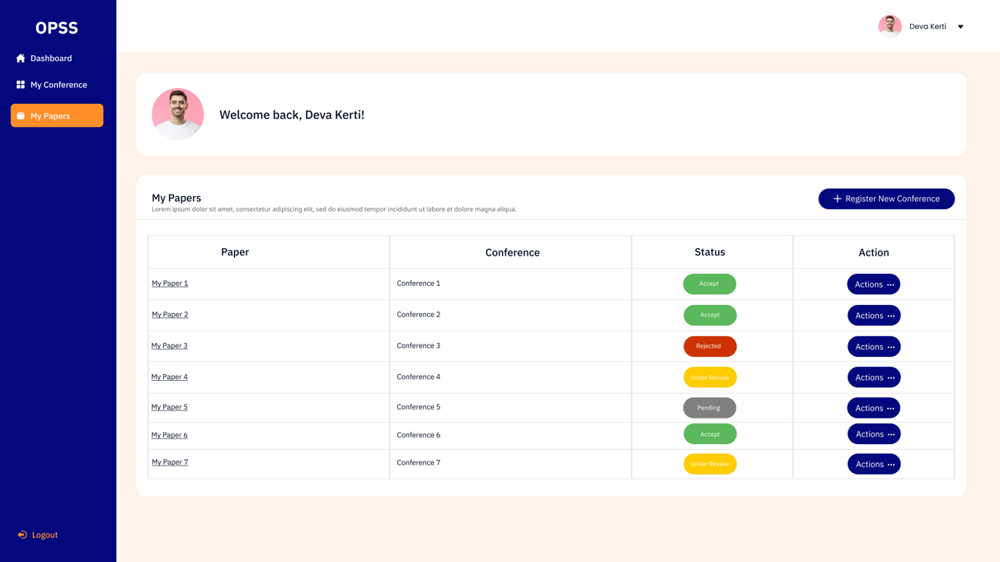 OPSS
Deva Kerti
Dashboard
My Conference
My Papers
Welcome back, Deva Kerti!
My Papers
Lorem ipsum dolor sit amet, consectetur adipiscing elit, sed do eiusmod tempor incididunt ut labore et dolore magna aliqua.
+ Register New Conference
Paper Conference Status Action
My Paper 1 Conference 1 Accept Actions ...
My Paper 2 Conference 2 Accept Actions ...
My Paper 3 Conference 3 Rejected Actions ...
My Paper 4 Conference 4 Under Review Actions ...
My Paper 5 Conference 5 Pending Actions ...
My Paper 6 Conference 6 Accept Actions ...
My Paper 7 Conference 7 Under Review Actions ...
Logout